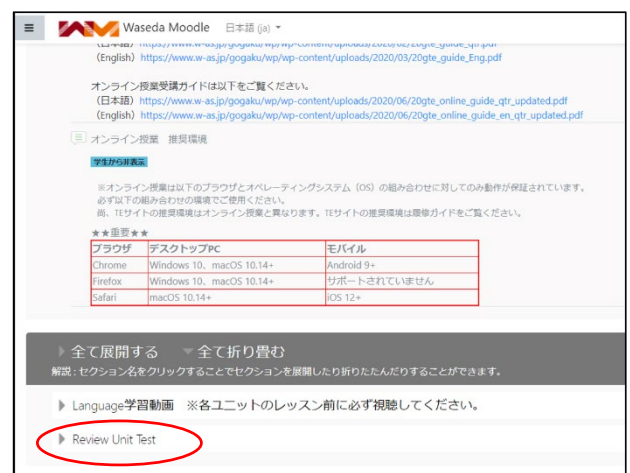 Waseda Moodle 日本語 (ja)
(日本語) https://www.w-as.jp/gogaku/wp/wp-content/uploads/2020/02/20gte_guide_qtr.pdf
(English) https://www.w-as.jp/gogaku/wp/wp-content/uploads/2020/03/20gte_guide_Eng.pdf
オンライン授業受講ガイドは以下をご覧ください。
(日本語) https://www.w-as.jp/gogaku/wp/wp-content/uploads/2020/06/20gte_online_guide_qtr_updated.pdf
(English) https://www.w-as.jp/gogaku/wp/wp-content/uploads/2020/06/20gte_online_guide_en_qtr_updated.pdf
オンライン授業 推奨環境
学生から非表示
※オンライン授業は以下のブラウザとオペレーティングシステム (OS) の組み合わせに対してのみ動作が保証されています。
必ず以下の組み合わせの環境でご使用ください。
尚、TEサイトの推奨環境はオンライン授業と異なります。TEサイトの推奨環境は履修ガイドをご覧ください。
★★重要★★
ブラウザ デスクトップPC モバイル
Chrome Windows 10、macOS 10.14+ Android 9+
Firefox Windows 10、macOS 10.14+ サポートされていません
Safari macOS 10.14+ iOS 12+
全て展開する 全て折り畳む
解説 : セクション名をクリックすることでセクションを展開したり折りたたんだりすることができます。
Language学習動画 ※各ユニットのレッスン前に必ず視聴してください。
Review Unit Test